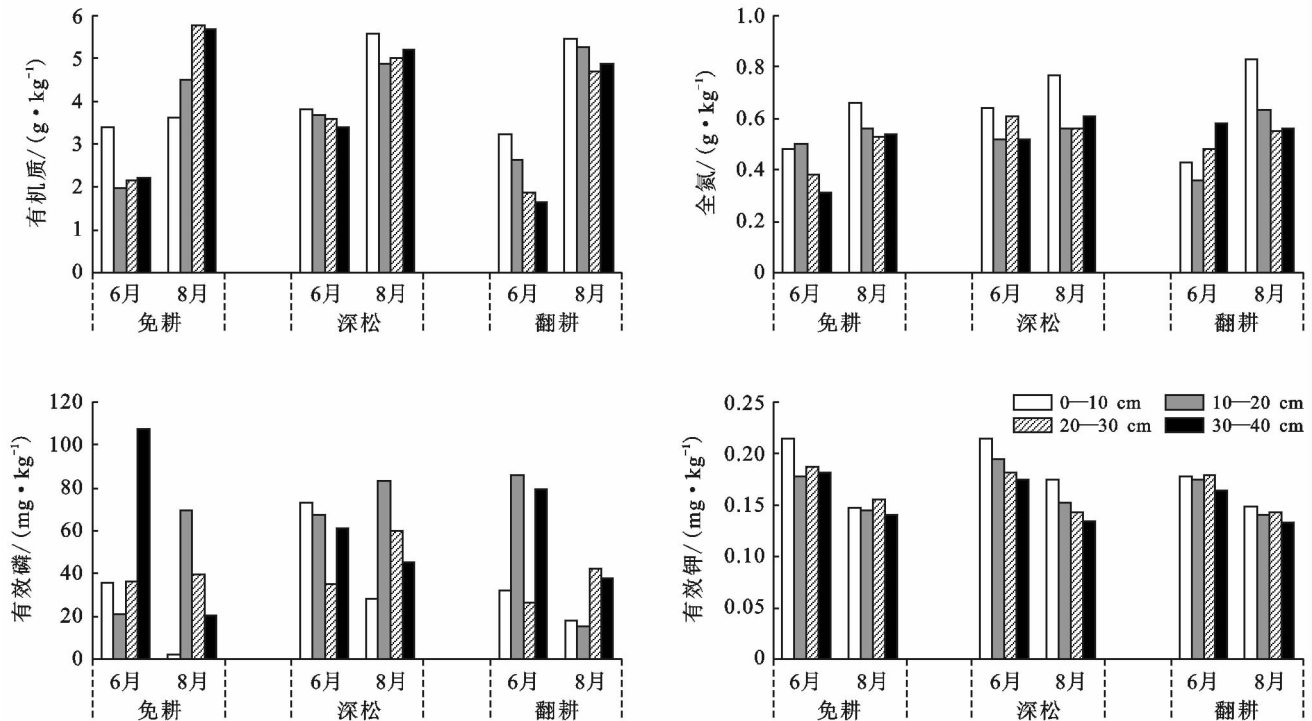 有机质/(g·kg⁻¹)
6
5
4
3
2
1
0
6月 8月 6月 8月 6月 8月
免耕 深松 翻耕
全氮/(g·kg⁻¹)
1.0
0.8
0.6
0.4
0.2
0
6月 8月 6月 8月 6月 8月
免耕 深松 翻耕
有效磷/(mg·kg⁻¹)
120
100
80
60
40
20
0
6月 8月 6月 8月 6月 8月
免耕 深松 翻耕
有效钾/(mg·kg⁻¹)
0.25
0.20
0.15
0.10
0.05
0
0—10 cm 10—20 cm
20—30 cm 30—40 cm
6月 8月 6月 8月 6月 8月
免耕 深松 翻耕